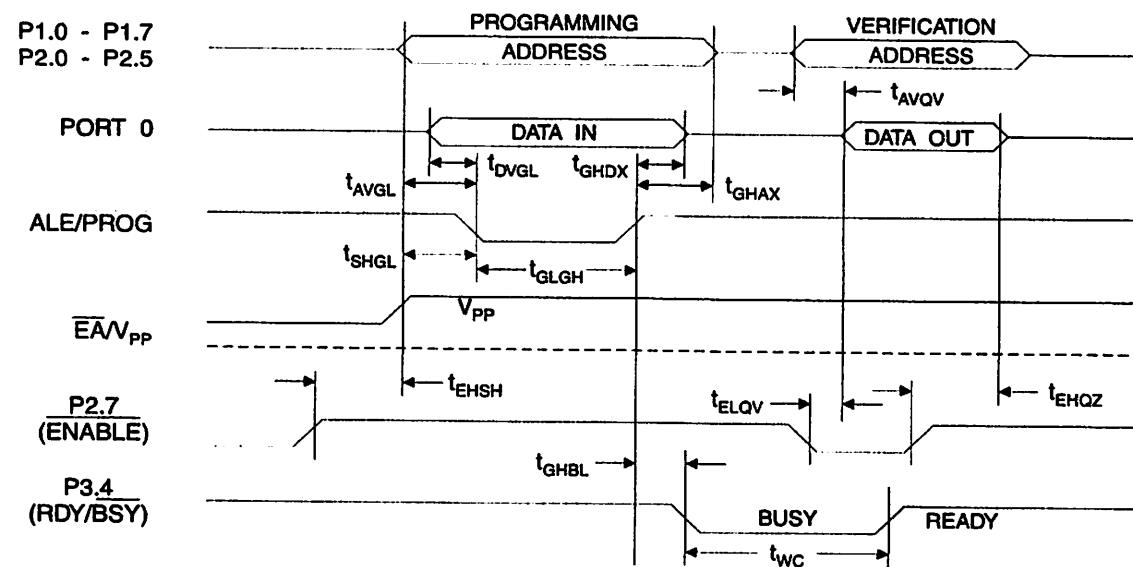 PROGRAMMING
VERIFICATION
P1.0 - P1.7
P2.0 - P2.5
ADDRESS
ADDRESS
tAVQV
PORT 0
DATA IN
DATA OUT
tDVGL
tGHDX
tAVGL
tGHAX
ALE/PROG
tSHGL
tGLGH
VPP
EA/VPP
tEHSH
P2.7
(ENABLE)
tELQV
tEHQZ
tGHBL
P3.4
(RDY/BSY)
BUSY
READY
tWC